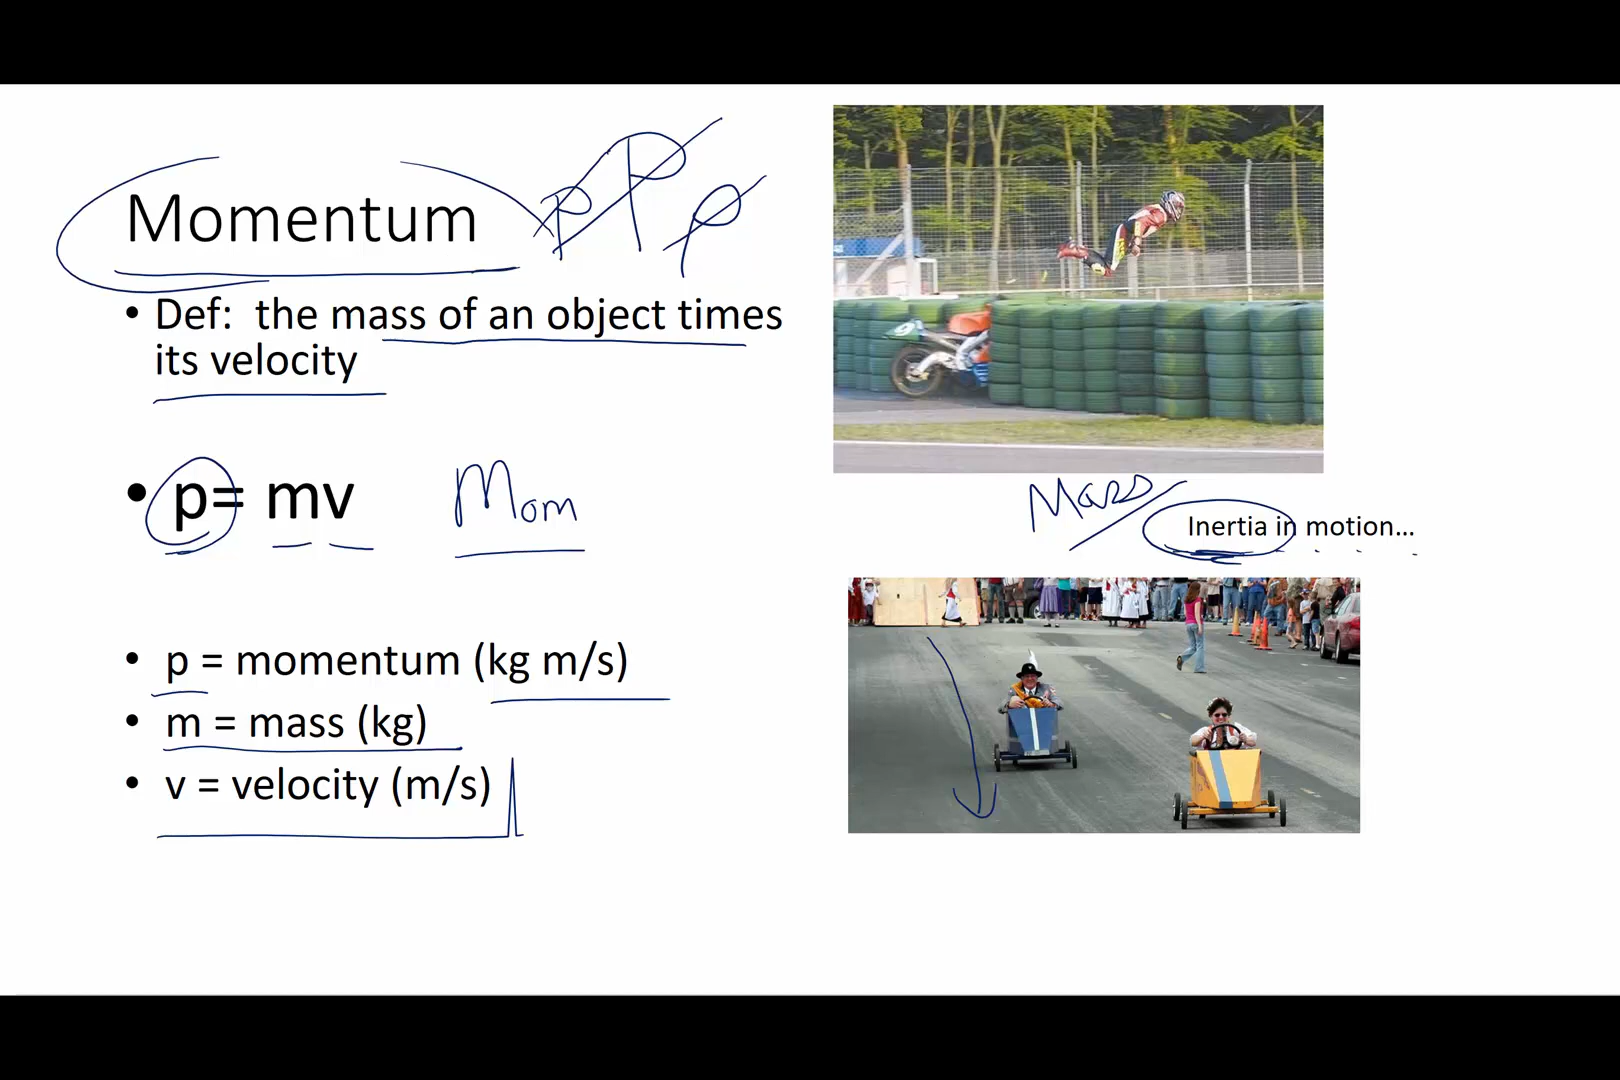 Momentum
P P P
• Def:  the mass of an object times
its velocity
• p= mv
Mom
• p = momentum (kg m/s)
• m = mass (kg)
• v = velocity (m/s)
9
Mass
Inertia in motion...